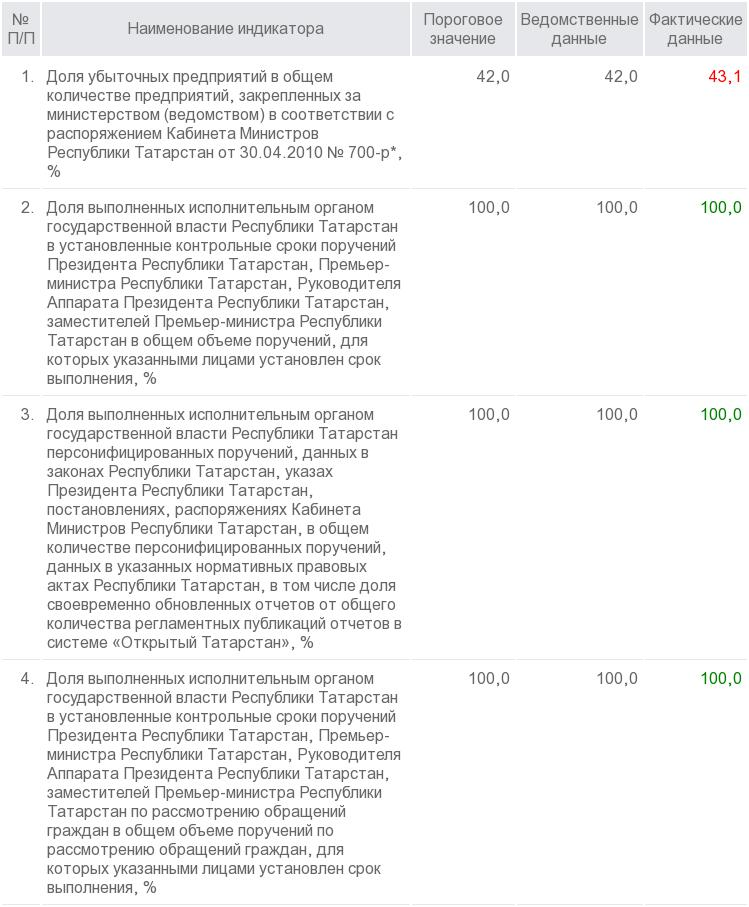 № П/П
Наименование индикатора
Пороговое значение
Ведомственные данные
Фактические данные
1. Доля убыточных предприятий в общем 42,0 42,0 43,1
количестве предприятий, закрепленных за
министерством (ведомством) в соответствии с
распоряжением Кабинета Министров
Республики Татарстан от 30.04.2010 № 700-р*,
%
2. Доля выполненных исполнительным органом 100,0 100,0 100,0
государственной власти Республики Татарстан
в установленные контрольные сроки поручений
Президента Республики Татарстан, Премьер-
министра Республики Татарстан, Руководителя
Аппарата Президента Республики Татарстан,
заместителей Премьер-министра Республики
Татарстан в общем объеме поручений, для
которых указанными лицами установлен срок
выполнения, %
3. Доля выполненных исполнительным органом 100,0 100,0 100,0
государственной власти Республики Татарстан
персонифицированных поручений, данных в
законах Республики Татарстан, указах
Президента Республики Татарстан,
постановлениях, распоряжениях Кабинета
Министров Республики Татарстан, в общем
количестве персонифицированных поручений,
данных в указанных нормативных правовых
актах Республики Татарстан, в том числе доля
своевременно обновленных отчетов от общего
количества регламентных публикаций отчетов в
системе «Открытый Татарстан», %
4. Доля выполненных исполнительным органом 100,0 100,0 100,0
государственной власти Республики Татарстан
в установленные контрольные сроки поручений
Президента Республики Татарстан, Премьер-
министра Республики Татарстан, Руководителя
Аппарата Президента Республики Татарстан,
заместителей Премьер-министра Республики
Татарстан по рассмотрению обращений
граждан в общем объеме поручений по
рассмотрению обращений граждан, для
которых указанными лицами установлен срок
выполнения, %